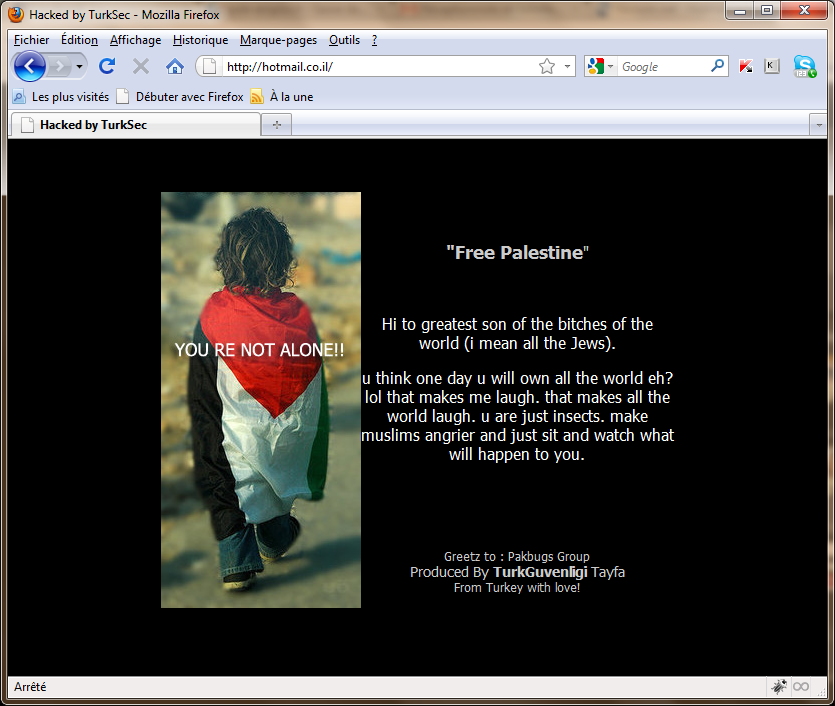 Hacked by TurkSec - Mozilla Firefox
Fichier Édition Affichage Historique Marque-pages Outils ?
http://hotmail.co.il/
Google
K
Les plus visités Débuter avec Firefox À la une
Hacked by TurkSec
YOU RE NOT ALONE!!
"Free Palestine"
Hi to greatest son of the bitches of the
world (i mean all the Jews).
u think one day u will own all the world eh?
lol that makes me laugh. that makes all the
world laugh. u are just insects. make
muslims angrier and just sit and watch what
will happen to you.
Greetz to : Pakbugs Group
Produced By TurkGuvenligi Tayfa
From Turkey with love!
Arrêté